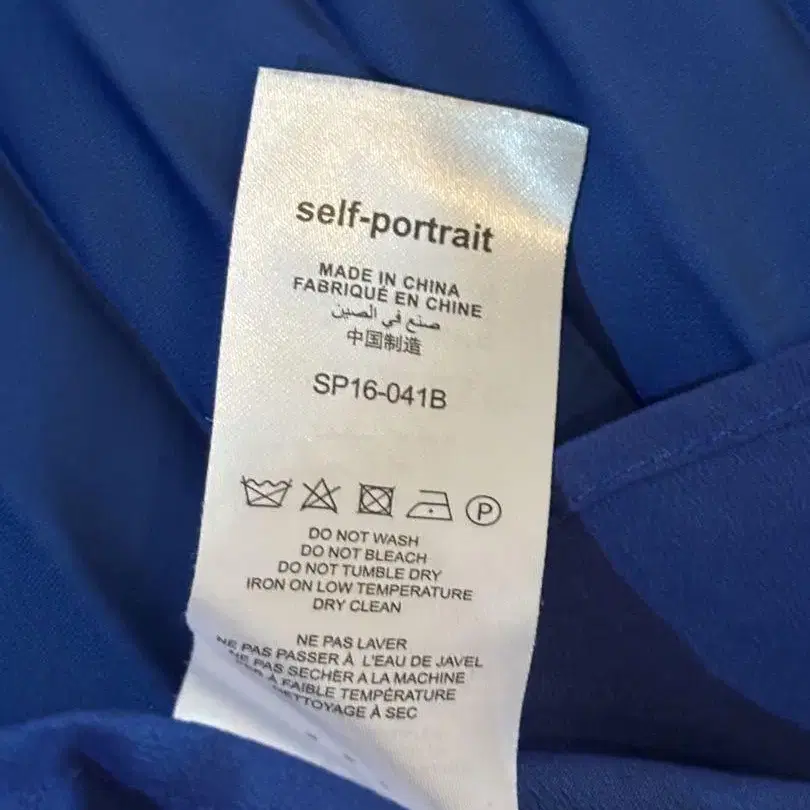 self-portrait
MADE IN CHINA
FABRIQUÉ EN CHINE
صنع في الصين
中国制造
SP16-041B
P
DO NOT WASH
DO NOT BLEACH
DO NOT TUMBLE DRY
IRON ON LOW TEMPERATURE
DRY CLEAN
NE PAS LAVER
NE PAS PASSER À L'EAU DE JAVEL
NE PAS SECHER A LA MACHINE
À FAIBLE TEMPÉRATURE
À SEC